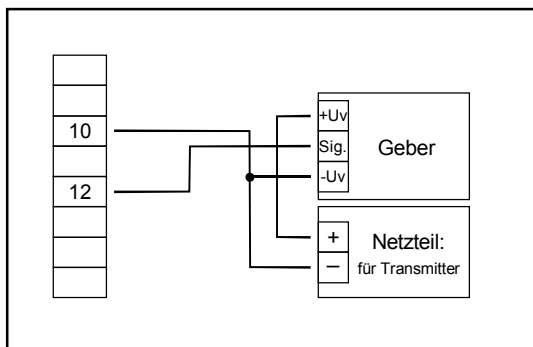 10
12
+Uv
Sig.
-Uv
Geber
+
−
Netzteil:
für Transmitter